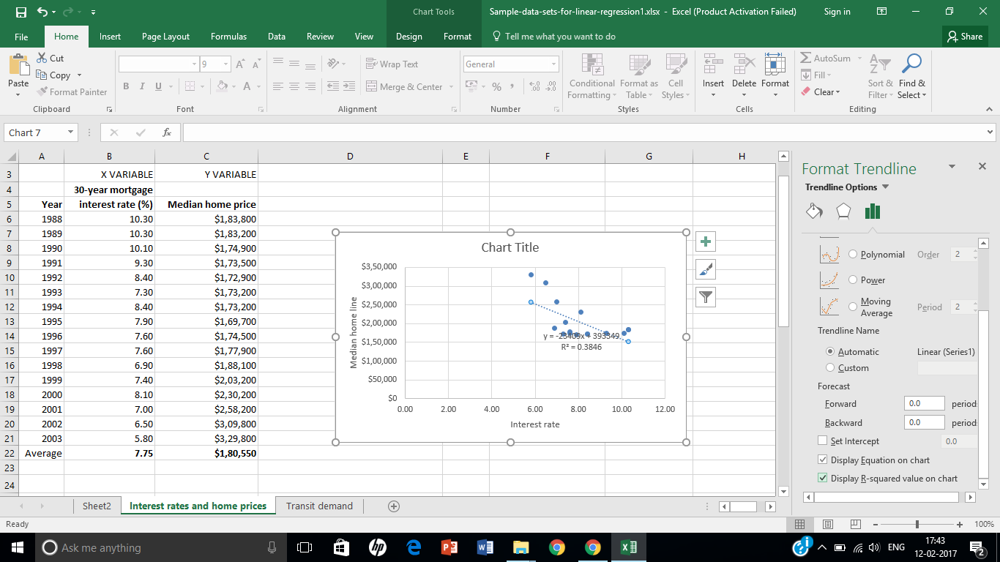 Chart Tools
Sample-data-sets-for-linear-regression1.xlsx - Excel (Product Activation Failed)
Sign in
File Home Insert Page Layout Formulas Data Review View Design Format Tell me what you want to do Share
Paste
Cut
Copy
Format Painter
Clipboard
9
A A
B I U
A
Font
Wrap Text
Merge & Center
Alignment
General
%
Number
Conditional Formatting
Format as Table
Cell Styles
Styles
Insert
Delete
Format
Cells
AutoSum
Fill
Clear
Sort & Filter
Find & Select
Editing
Chart 7
fx
A B C D E F G H
3 X VARIABLE Y VARIABLE
4 30-year mortgage
5 Year interest rate (%) Median home price
6 1988 10.30 $1,83,800
7 1989 10.30 $1,83,200
8 1990 10.10 $1,74,900
9 1991 9.30 $1,73,500
10 1992 8.40 $1,72,900
11 1993 7.30 $1,73,200
12 1994 8.40 $1,73,200
13 1995 7.90 $1,69,700
14 1996 7.60 $1,74,500
15 1997 7.60 $1,77,900
16 1998 6.90 $1,88,100
17 1999 7.40 $2,03,200
18 2000 8.10 $2,30,200
19 2001 7.00 $2,58,200
20 2002 6.50 $3,09,800
21 2003 5.80 $3,29,800
22 Average 7.75 $1,80,550
23
24
Chart Title
Median home line
$3,50,000
$3,00,000
$2,50,000
$2,00,000
$1,50,000
$1,00,000
$50,000
$0
y = -23409x + 393349
R² = 0.3846
0.00 2.00 4.00 6.00 8.00 10.00 12.00
Interest rate
Format Trendline
Trendline Options
Polynomial Order 2
Power
Moving Average Period 2
Trendline Name
Automatic Linear (Series1)
Custom
Forecast
Forward 0.0 period
Backward 0.0 period
Set Intercept 0.0
Display Equation on chart
Display R-squared value on chart
Sheet2 Interest rates and home prices Transit demand
Ready
100%
Ask me anything
hp
ENG
17:43
12-02-2017
2